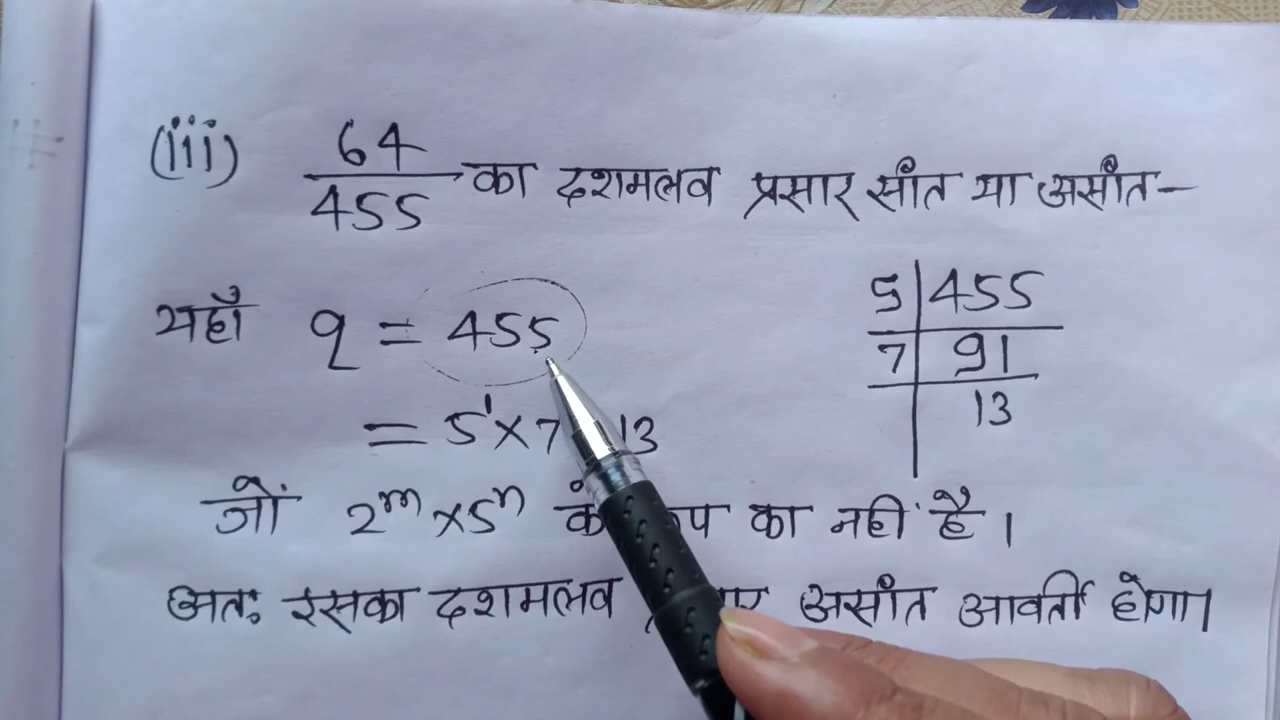 (iii) 64/455 का दशमलव प्रसार साँत या असाँत-
यहाँ q = 455
= 5¹ × 7 13
जों 2ᵐ × 5ⁿ का नहीं है।
अतः इसका दशमलव असाँत आवर्ती होगा।
5 | 455
7 | 91
13